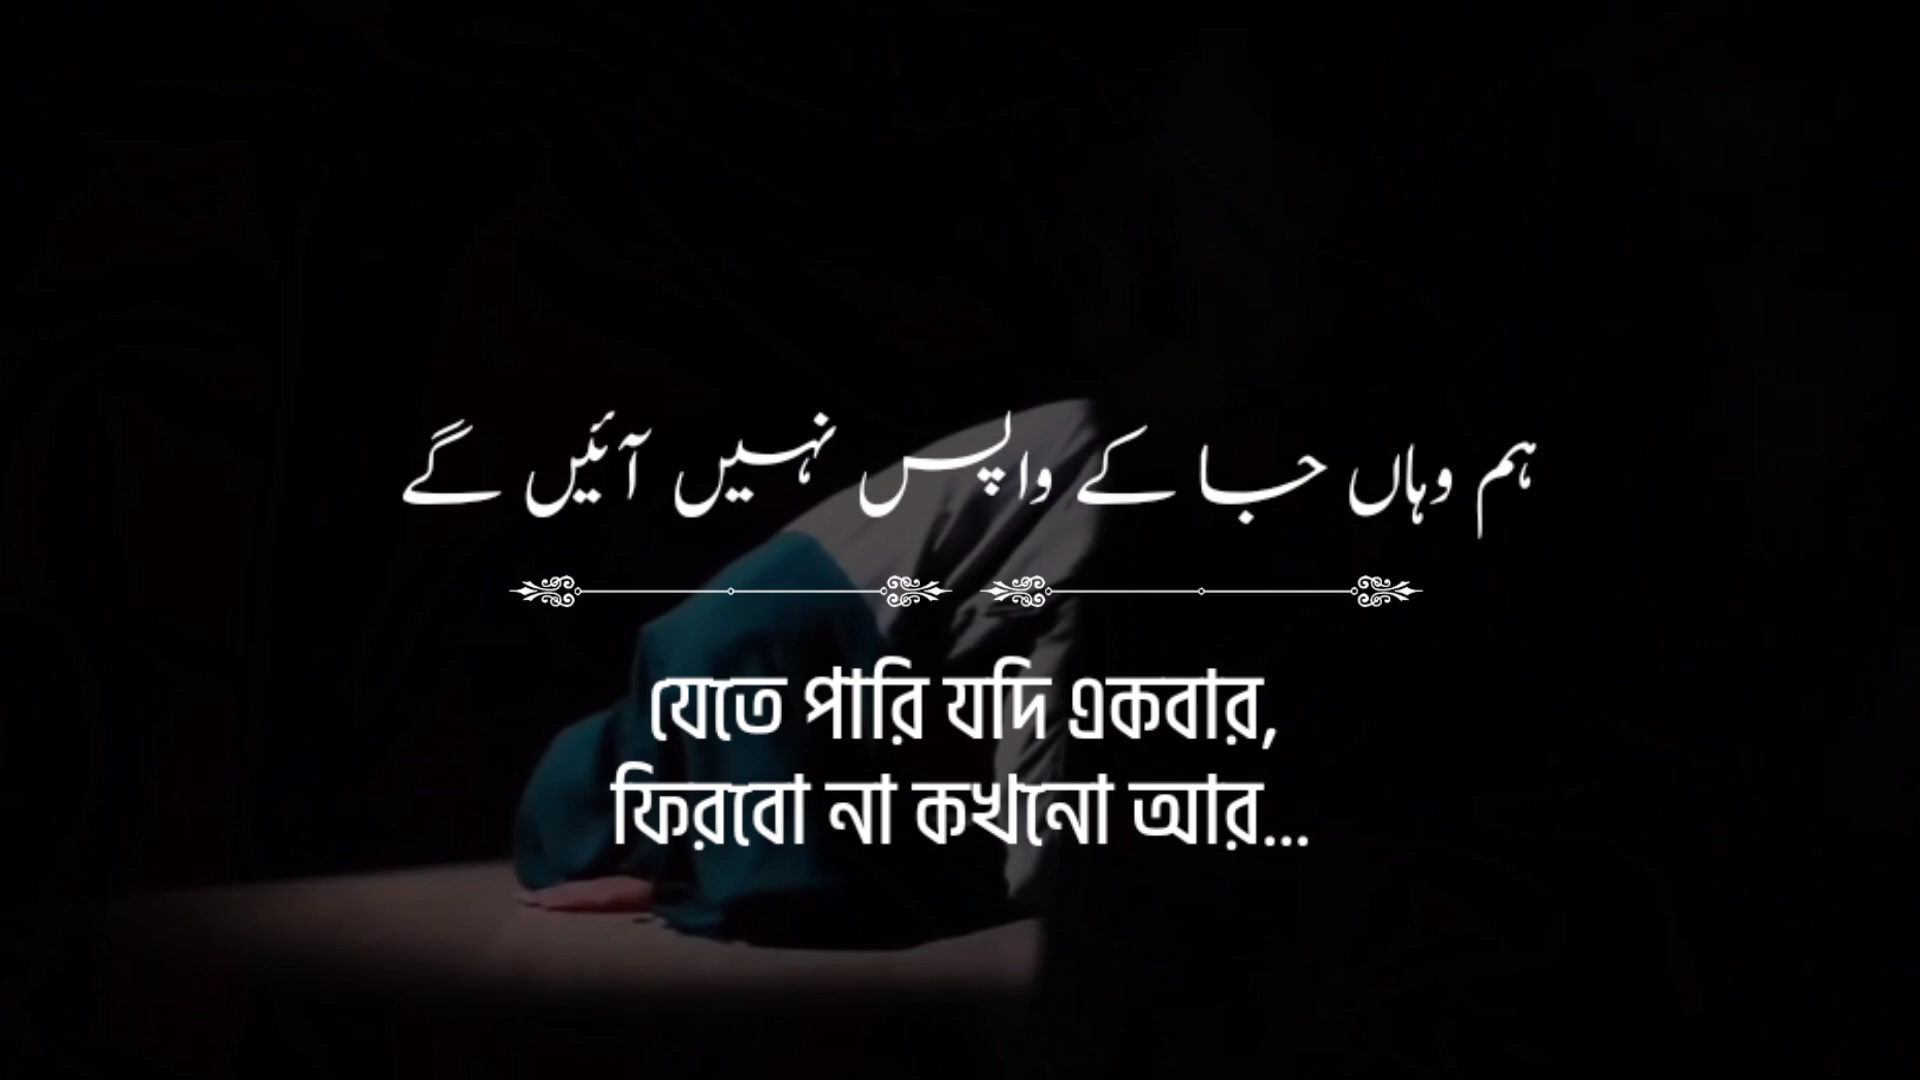 ہم وہاں جا کے واپس نہیں آئیں گے
যেতে পারি যদি একবার,
ফিরবো না কখনো আর...